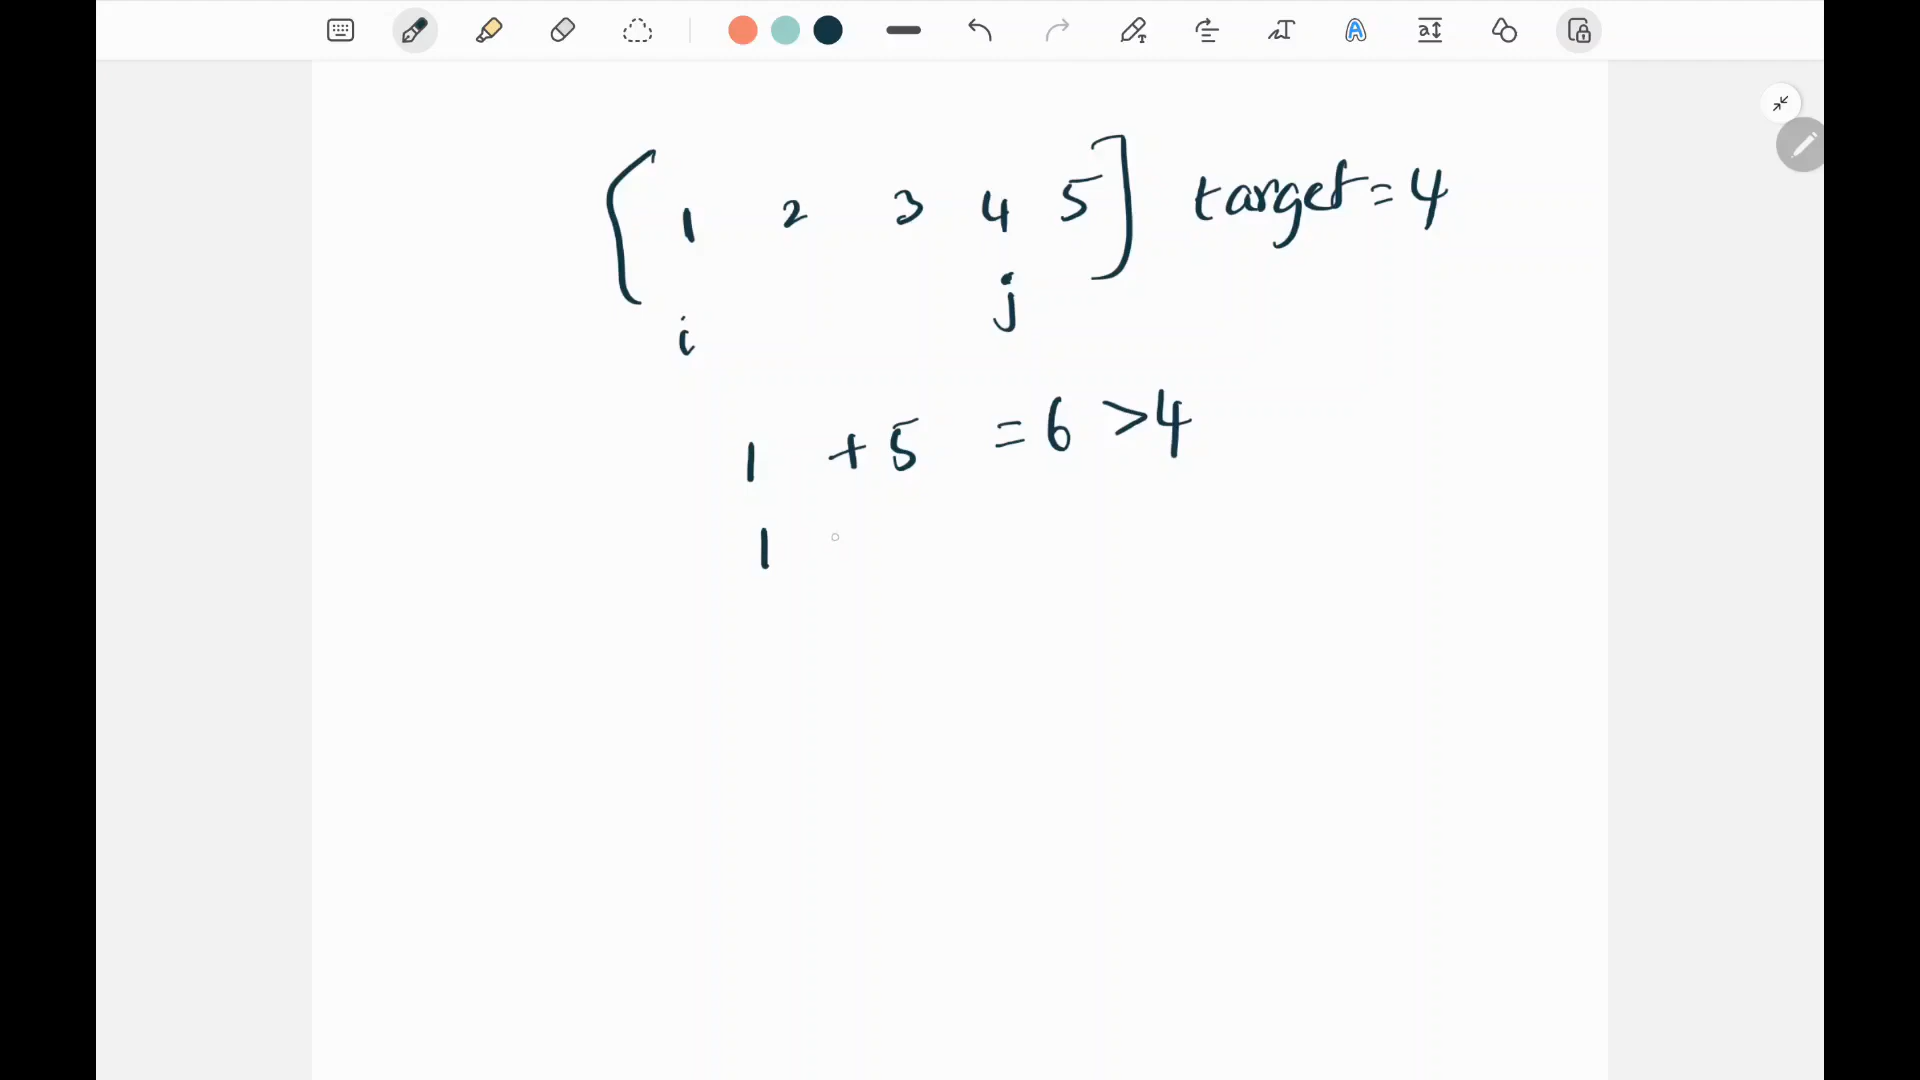 [ 1 2 3 4 5 ] target = 4
i j
1 + 5 = 6 > 4
1